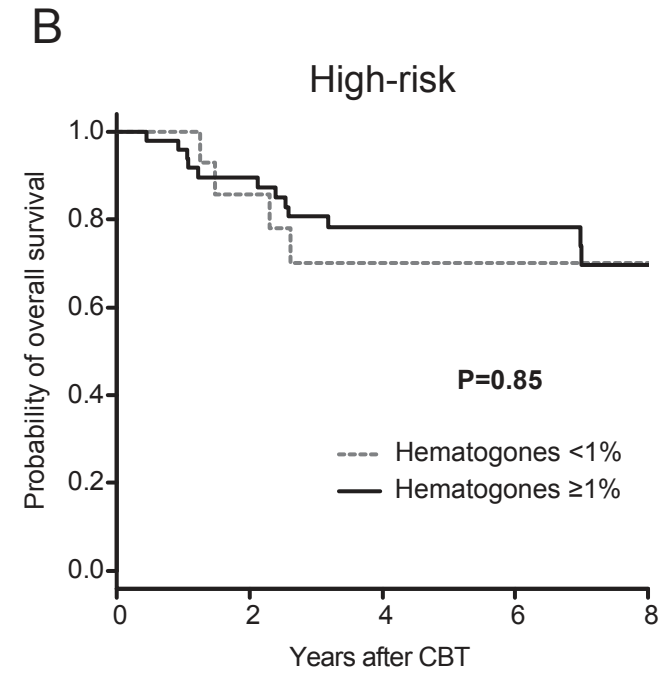 B
High-risk
Probability of overall survival
1.0
0.8
0.6
0.4
0.2
0.0
P=0.85
Hematogones <1%
Hematogones ≥1%
0 2 4 6 8
Years after CBT